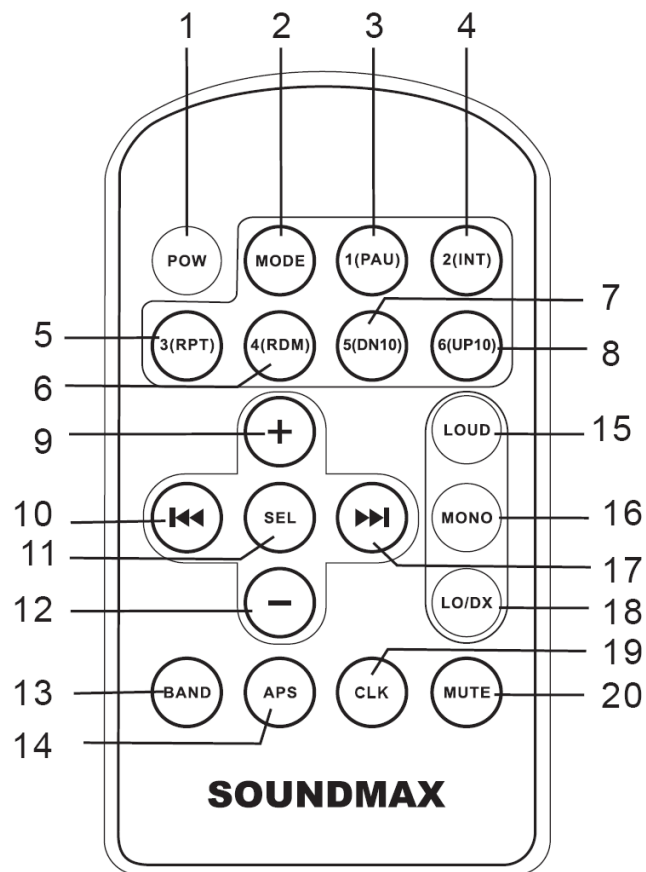 1 2 3 4
POW MODE 1(PAU) 2(INT)
7
5 3(RPT) 4(RDM) 5(DN10) 6(UP10)
6 8
9 + LOUD 15
10 SEL MONO 16
11 17
12 − LO/DX 18
19
13 BAND APS CLK MUTE 20
14
SOUNDMAX